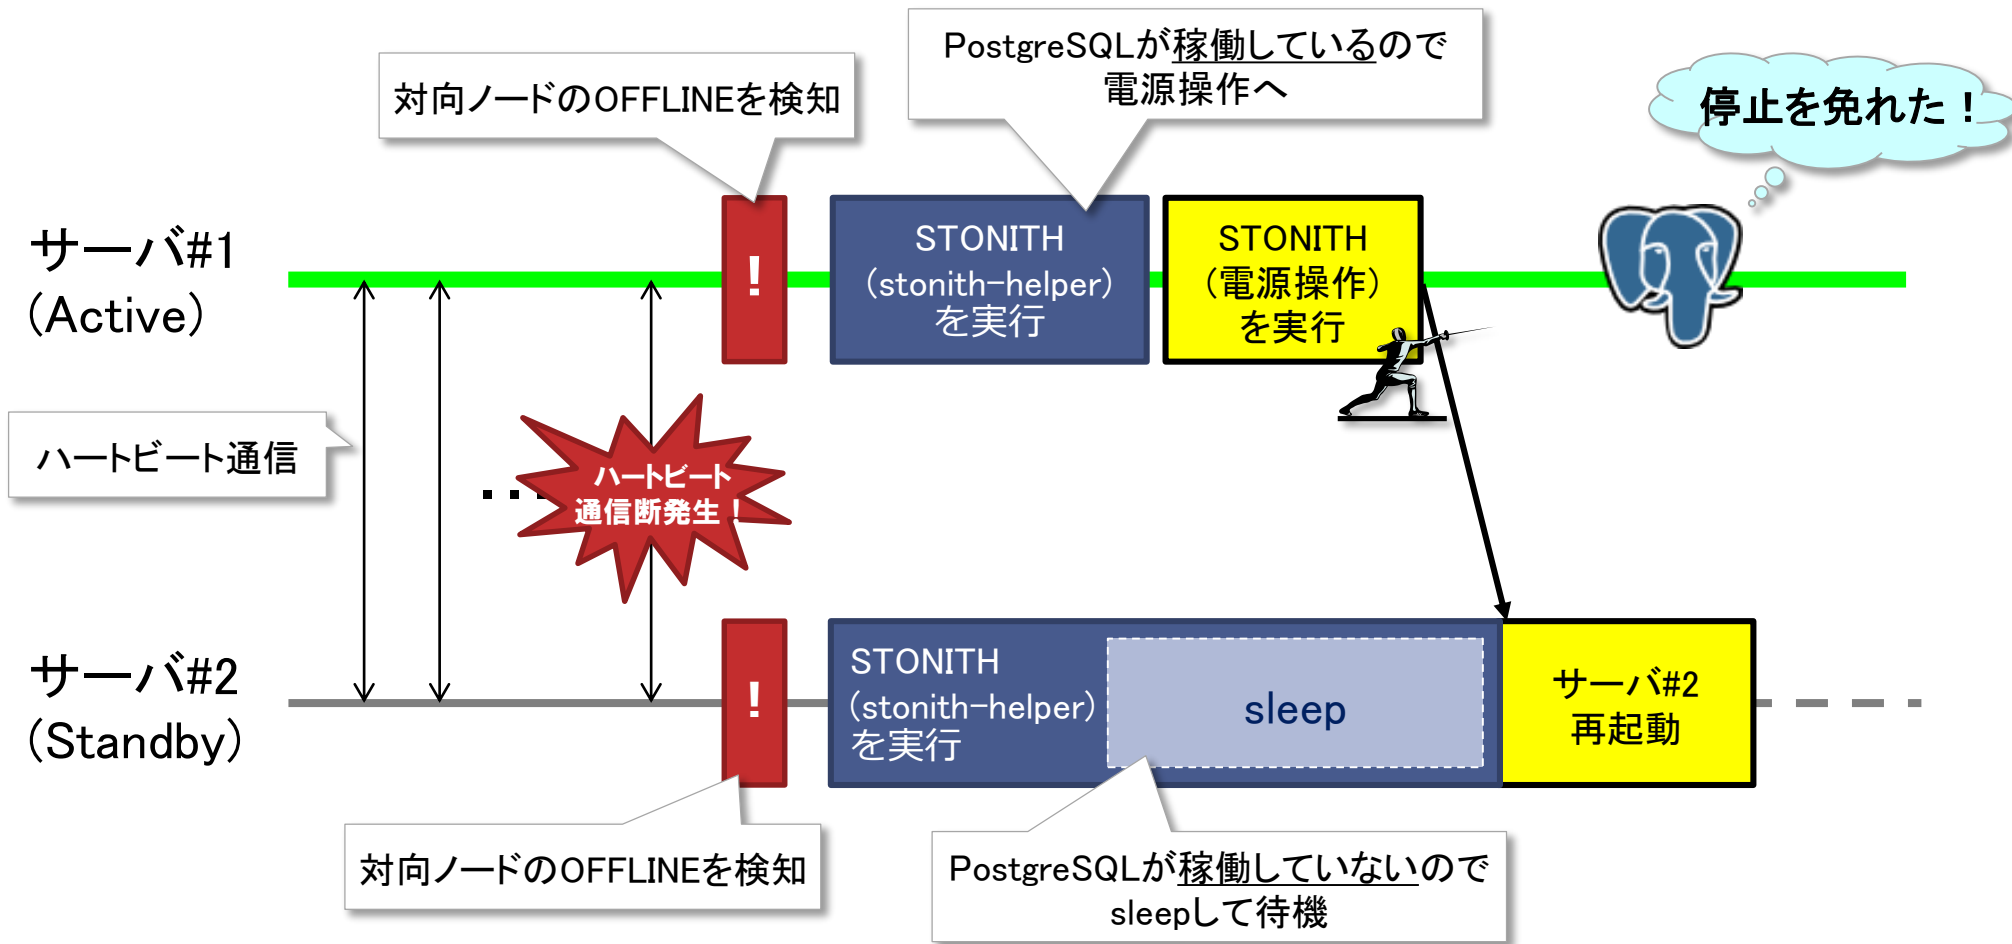 PostgreSQLが稼働しているので
電源操作へ
対向ノードのOFFLINEを検知
停止を免れた！
サーバ#1
(Active)
!
STONITH
(stonith-helper)
を実行
STONITH
(電源操作)
を実行
ハートビート通信
ハートビート
通信断発生！
サーバ#2
(Standby)
!
STONITH
(stonith-helper)
を実行
sleep
サーバ#2
再起動
対向ノードのOFFLINEを検知
PostgreSQLが稼働していないので
sleepして待機